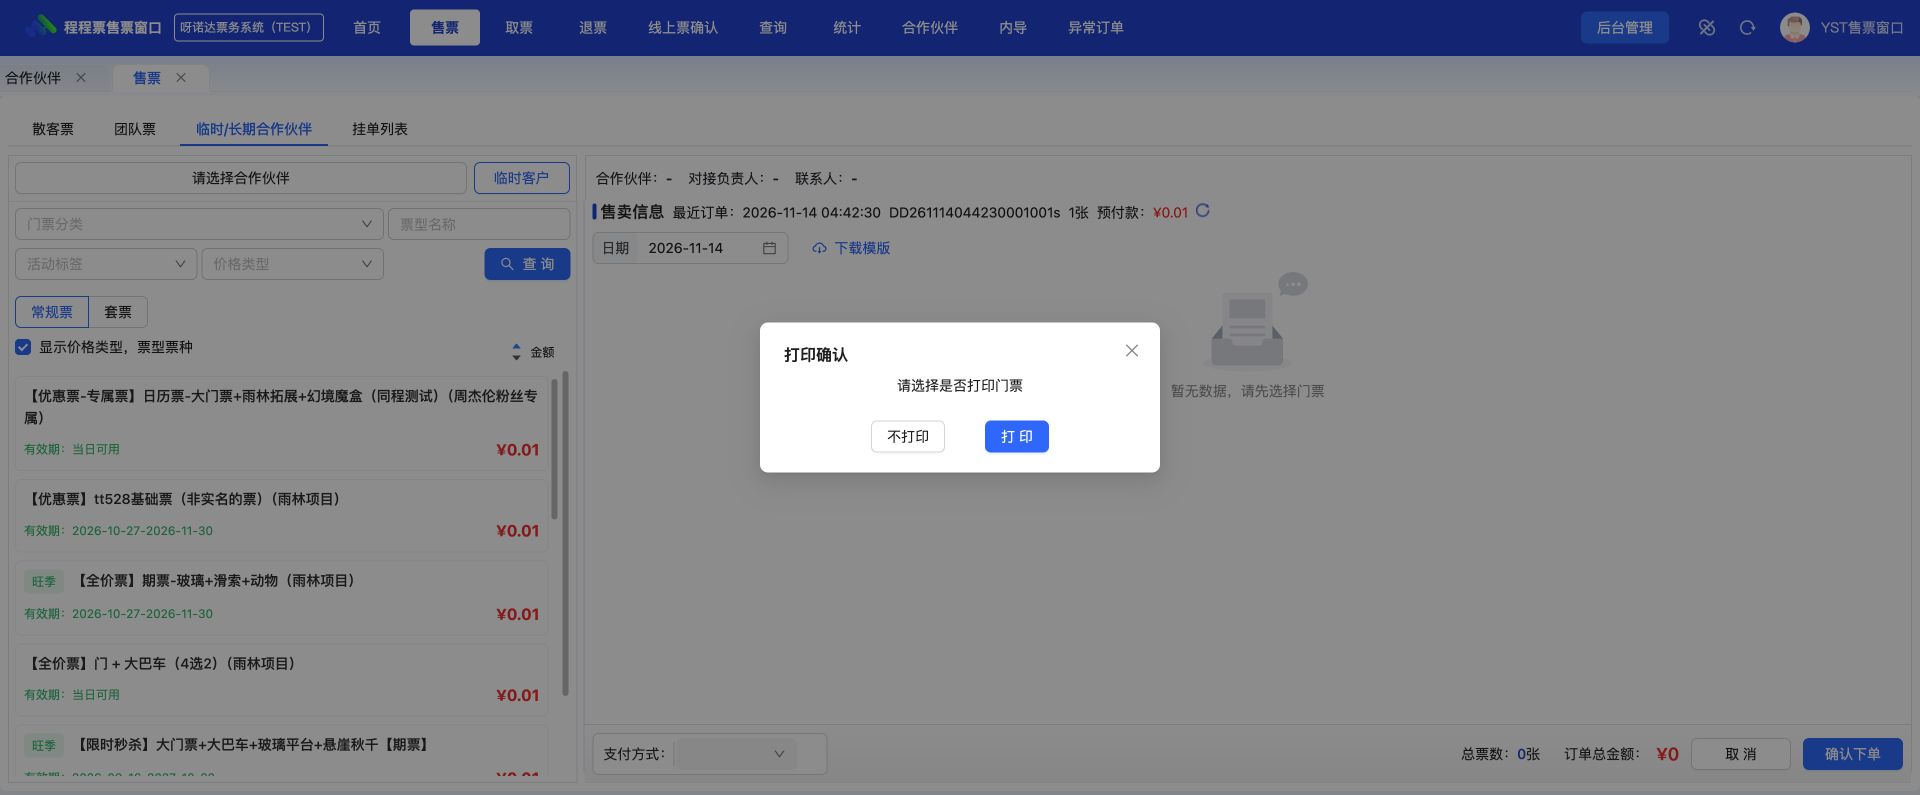 程程票售票窗口 呀诺达票务系统（TEST） 首页 售票 取票 退票 线上票确认 查询 统计 合作伙伴 内导 异常订单 后台管理 YST售票窗口
合作伙伴 售票
散客票 团队票 临时/长期合作伙伴 挂单列表
请选择合作伙伴 临时客户
门票分类 票型名称
活动标签 价格类型 查 询
常规票 套票
显示价格类型，票型票种 金额
【优惠票-专属票】日历票-大门票+雨林拓展+幻境魔盒（同程测试）（周杰伦粉丝专
属）
有效期：当日可用 ¥0.01
【优惠票】tt528基础票（非实名的票）（雨林项目）
有效期：2026-10-27-2026-11-30 ¥0.01
旺季 【全价票】期票-玻璃+滑索+动物（雨林项目）
有效期：2026-10-27-2026-11-30 ¥0.01
【全价票】门 + 大巴车（4选2）（雨林项目）
有效期：当日可用 ¥0.01
旺季 【限时秒杀】大门票+大巴车+玻璃平台+悬崖秋千【期票】
合作伙伴： - 对接负责人： - 联系人： -
售卖信息 最近订单：2026-11-14 04:42:30 DD261114044230001001s 1张 预付款：¥0.01
日期 2026-11-14 下载模版
暂无数据，请先选择门票
打印确认
请选择是否打印门票
不打印 打 印
支付方式： 总票数：0张 订单总金额： ¥0 取 消 确认下单